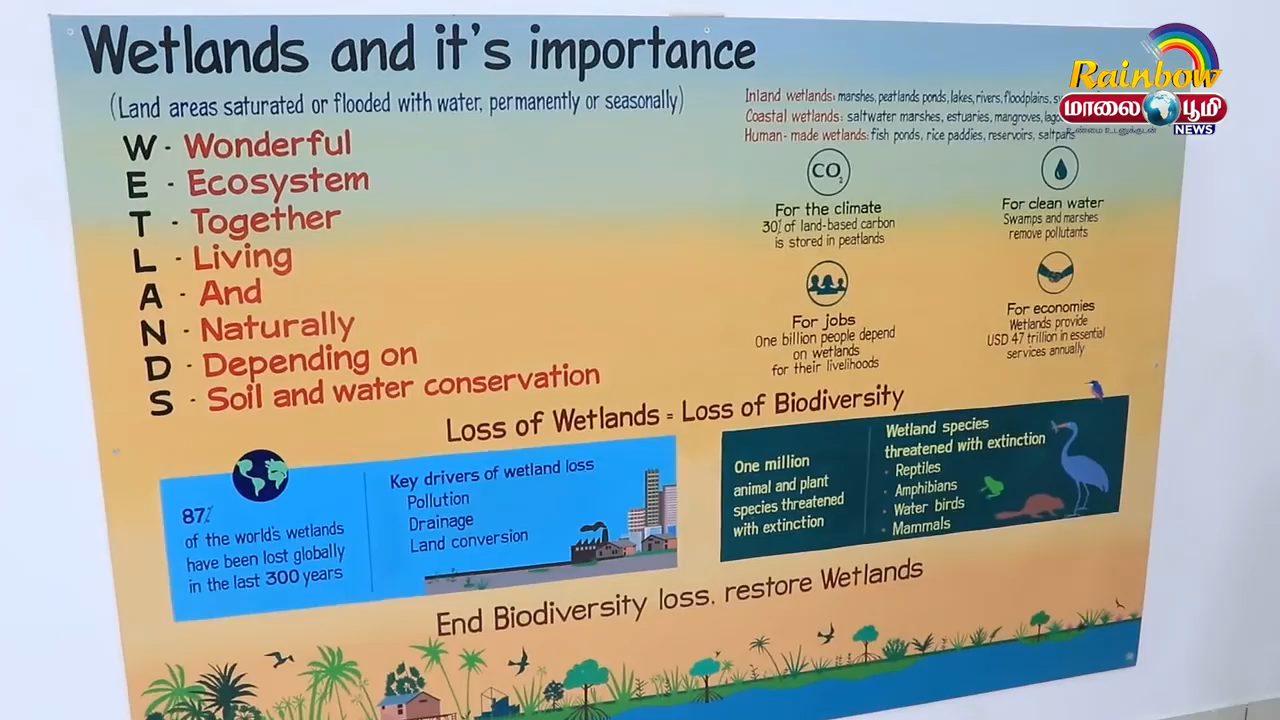 Wetlands and it's importance
(Land areas saturated or flooded with water, permanently or seasonally)
W - Wonderful
E - Ecosystem
T - Together
L - Living
A - And
N - Naturally
D - Depending on
S - Soil and water conservation
Inland wetlands: marshes, peatlands ponds, lakes, rivers, floodplains,
Coastal wetlands: saltwater marshes, estuaries, mangroves,
Human- made wetlands: fish ponds, rice paddies, reservoirs, saltpans
Rainbow
மாலை பூமி
உண்மை உடனுக்குடன்
NEWS
CO2
For the climate
30% of land-based carbon
is stored in peatlands
For clean water
Swamps and marshes
remove pollutants
For jobs
One billion people depend
on wetlands
for their livelihoods
For economies
Wetlands provide
USD 47 trillion in essential
services annually
Loss of Wetlands = Loss of Biodiversity
87%
of the world's wetlands
have been lost globally
in the last 300 years
Key drivers of wetland loss
Pollution
Drainage
Land conversion
One million
animal and plant
species threatened
with extinction
Wetland species
threatened with extinction
• Reptiles
• Amphibians
• Water birds
• Mammals
End Biodiversity loss, restore Wetlands